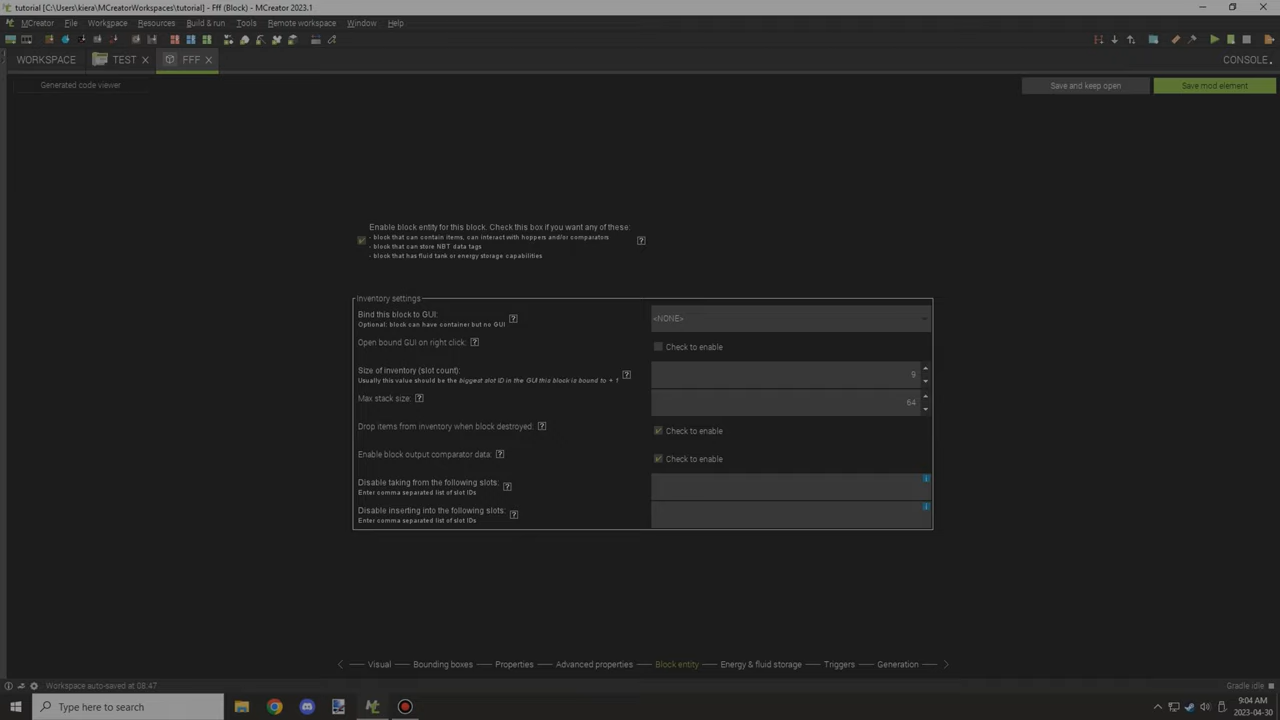 tutorial [C:\Users\kiera\MCreatorWorkspaces\tutorial] - Fff (Block) - MCreator 2023.1
MCreator File Workspace Resources Build & run Tools Remote workspace Window Help
WORKSPACE TEST FFF CONSOLE
Generated code viewer Save and keep open Save mod element
Enable block entity for this block. Check this box if you want any of these:
- block that can contain items, can interact with hoppers and/or comparators
- block that can store NBT data tags
- block that has fluid tank or energy storage capabilities
?
Inventory settings
Bind this block to GUI: ? <NONE>
Optional: block can have container but no GUI
Open bound GUI on right click: ? Check to enable
Size of inventory (slot count): ? 9
Usually this value should be the biggest slot ID in the GUI this block is bound to + 1
Max stack size: ? 64
Drop items from inventory when block destroyed: ? Check to enable
Enable block output comparator data: ? Check to enable
Disable taking from the following slots: ?
Enter comma separated list of slot IDs
Disable inserting into the following slots: ?
Enter comma separated list of slot IDs
Visual Bounding boxes Properties Advanced properties Block entity Energy & fluid storage Triggers Generation
Workspace auto-saved at 08:47 Gradle idle
Type here to search 9:04 AM
2023-04-30